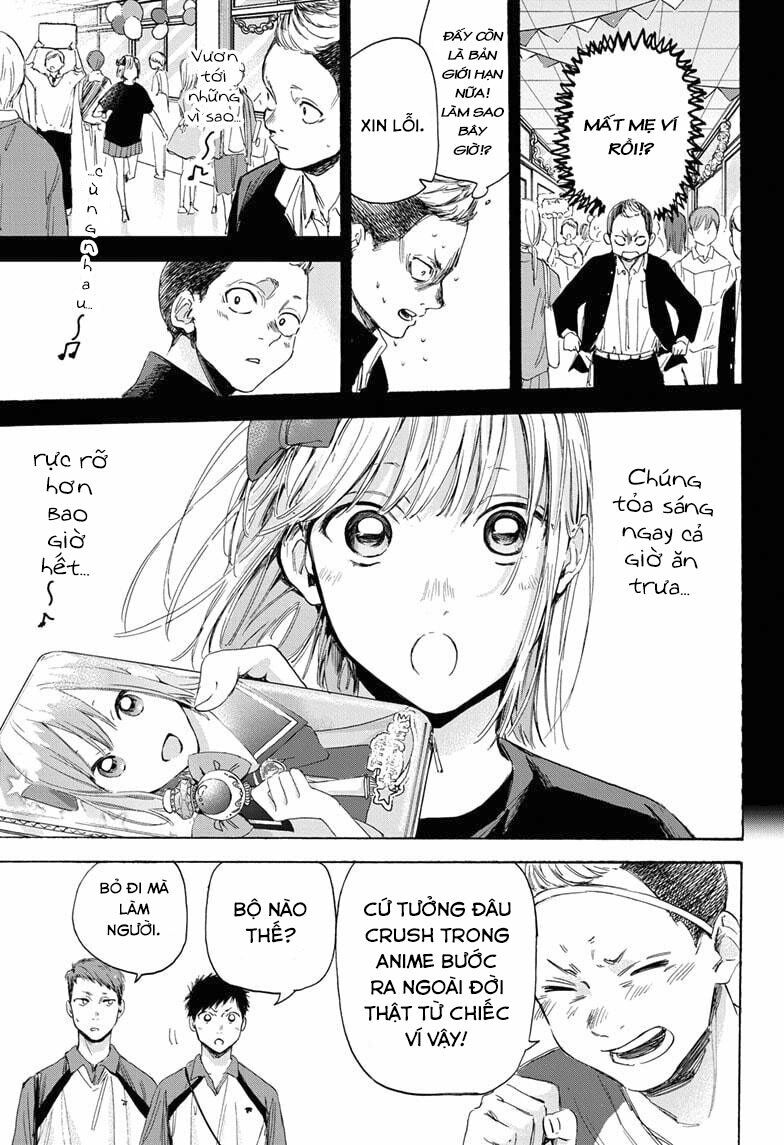 MẤT MẸ VÍ
RỒI!?
ĐẤY CÒN
LÀ BẢN
GIỚI HẠN
NỮA!
LÀM SAO
BÂY
GIỜ!?
XIN LỖI.
Vươn
tới
những
vì sao...
...cùng nhau...
Chúng
tỏa sáng
ngay cả
giờ ăn
trưa...
rực rỡ
hơn
bao
giờ
hết...
CỨ TƯỞNG ĐÂU
CRUSH TRONG
ANIME BƯỚC
RA NGOÀI ĐỜI
THẬT TỪ CHIẾC
VÍ VẬY!
BỘ NÀO
THẾ?
BỎ ĐI MÀ
LÀM
NGƯỜI.